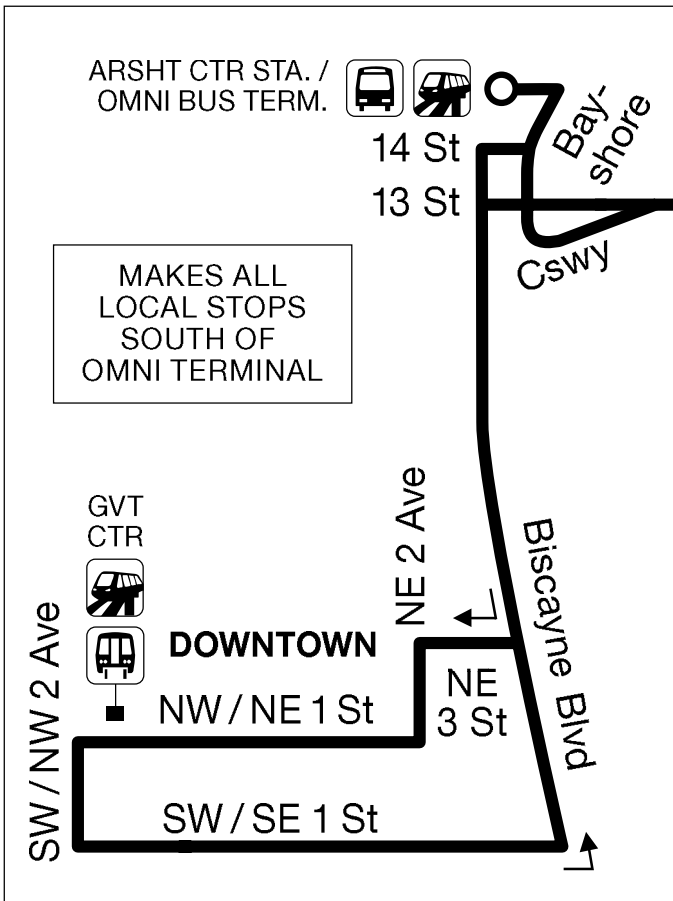 ARSHT CTR STA. /
OMNI BUS TERM.
14 St
13 St
Bay-
shore
Cswy
MAKES ALL
LOCAL STOPS
SOUTH OF
OMNI TERMINAL
GVT
CTR
NE 2 Ave
Biscayne Blvd
DOWNTOWN
SW / NW 2 Ave
NW / NE 1 St
NE
3 St
SW / SE 1 St